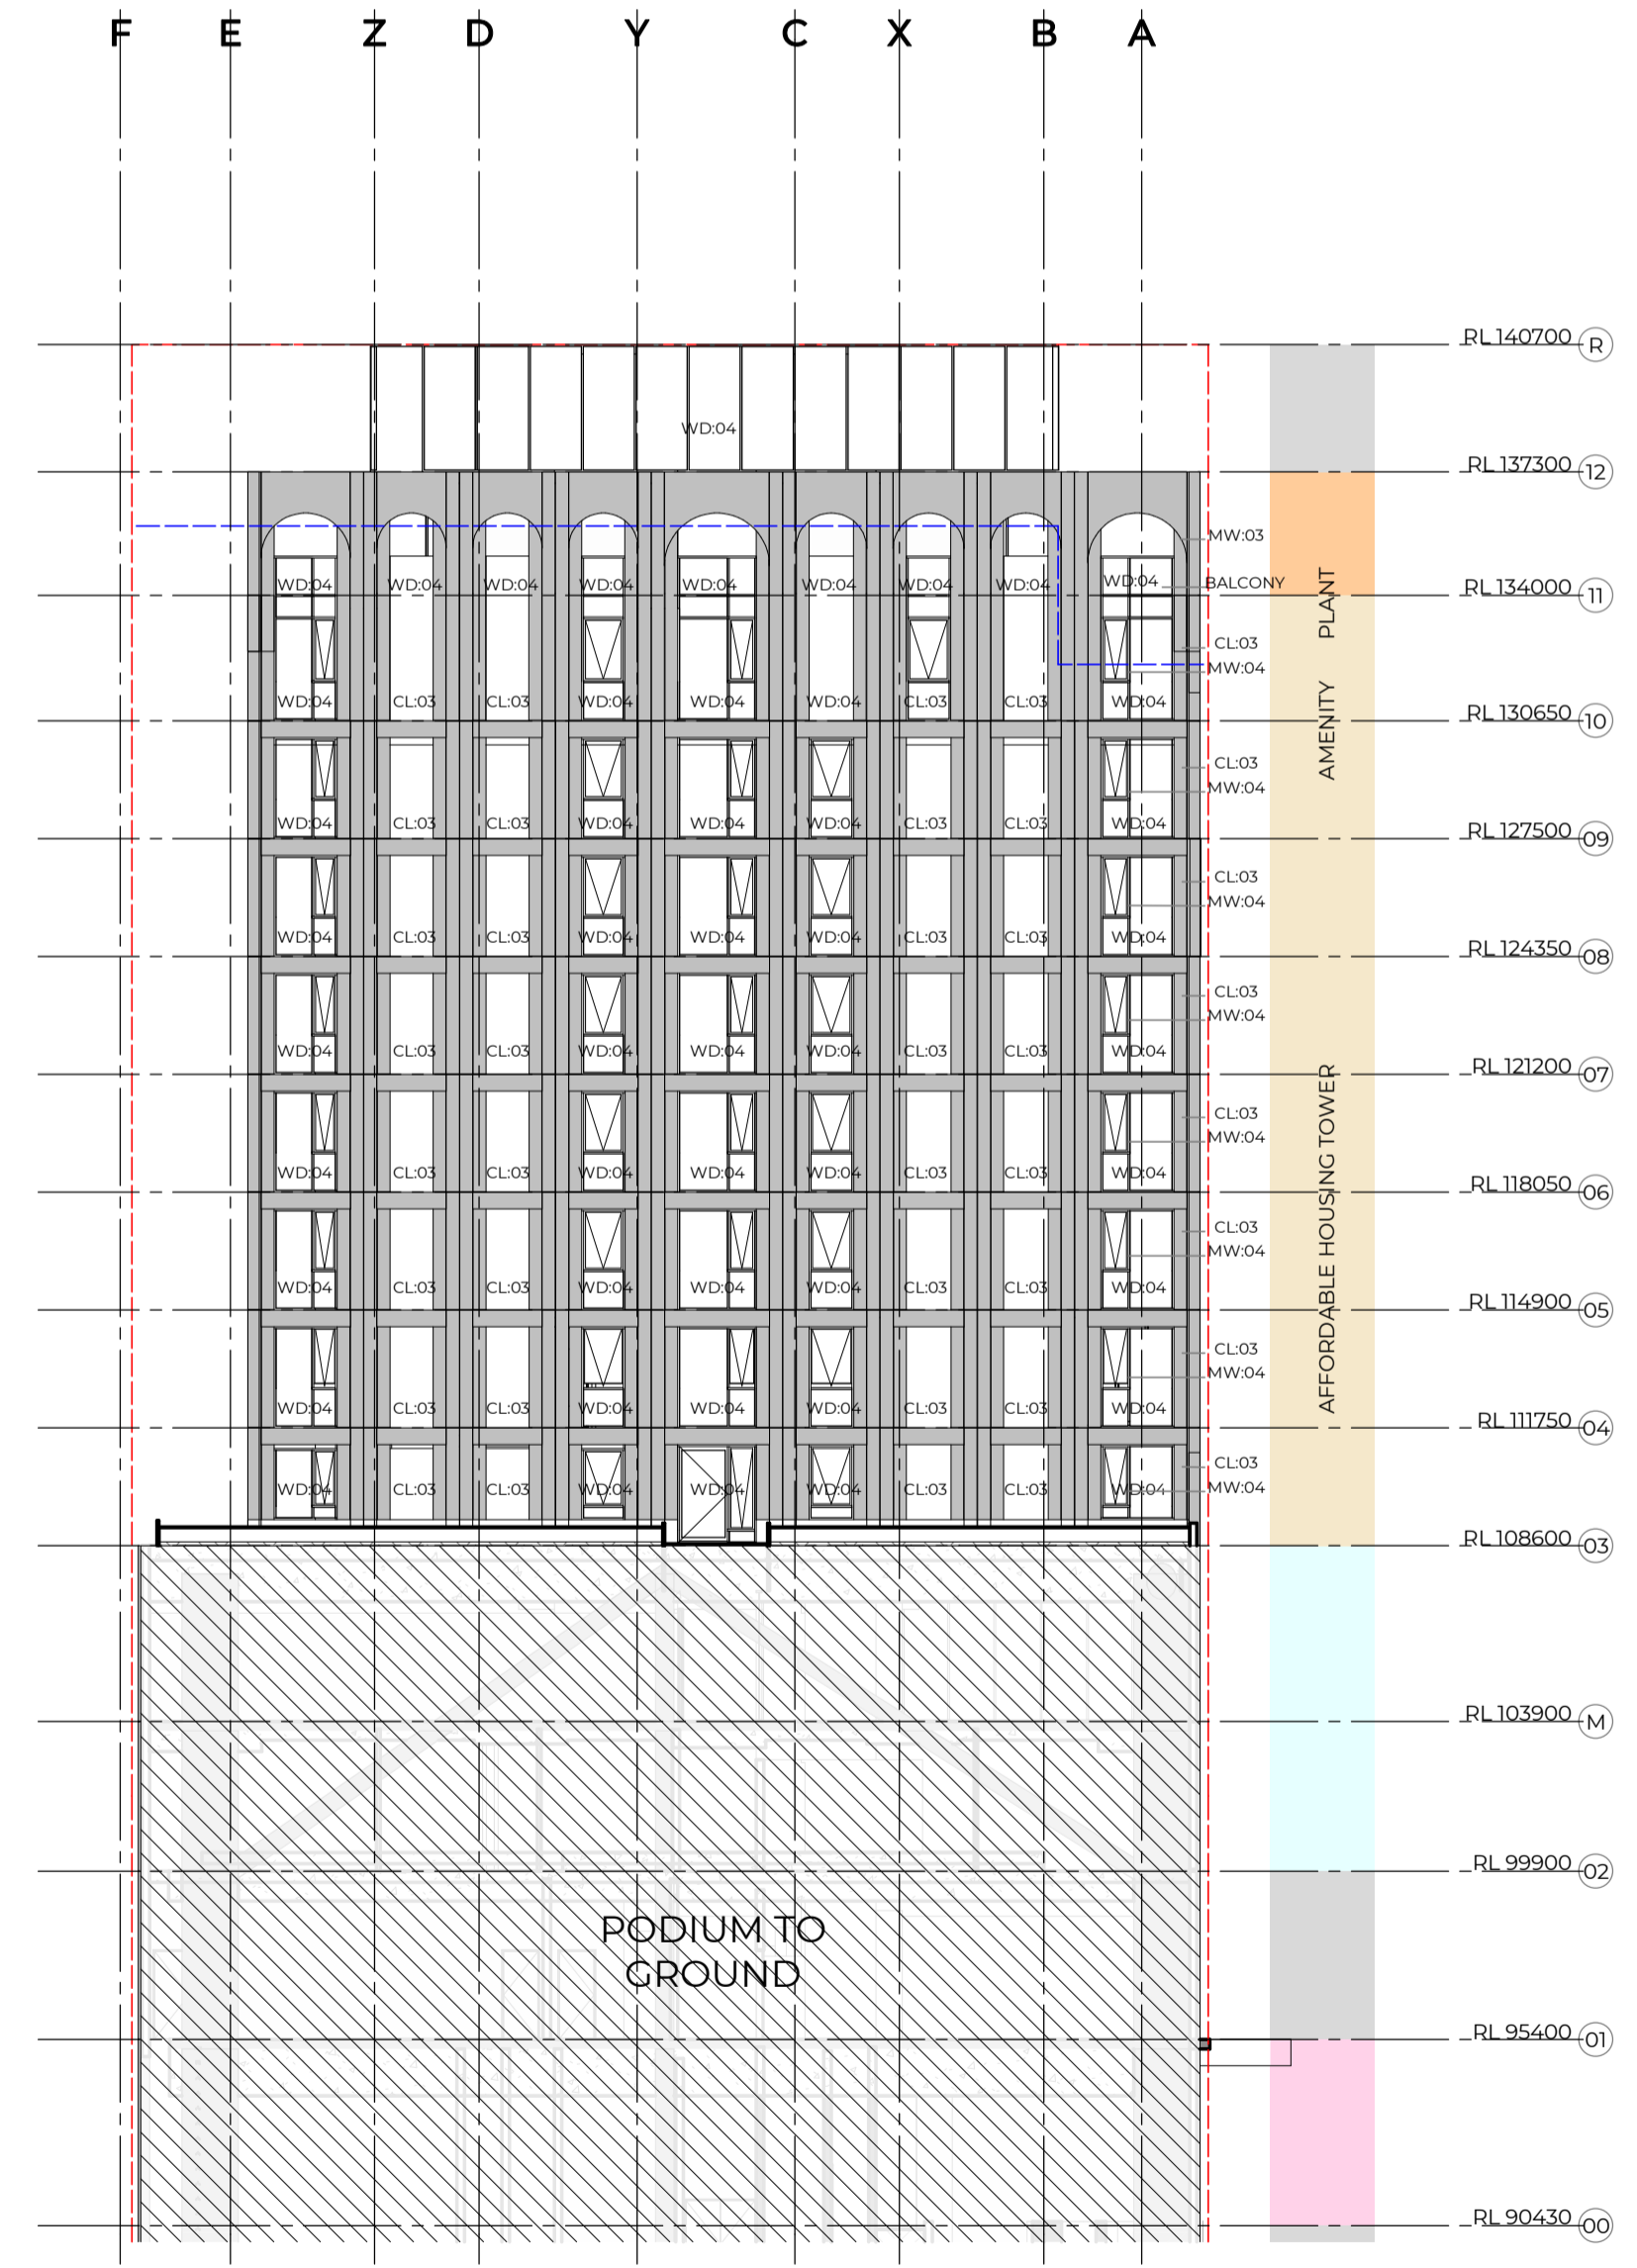 F E Z D Y C X B A
RL 140700 R
WD:04
RL 137300 12
MW:03
WD:04 WD:04 WD:04 WD:04 WD:04 WD:04 WD:04 WD:04 WD:04 BALCONY
RL 134000 11
PLANT
CL:03
MW:04
WD:04 CL:03 CL:03 WD:04 WD:04 WD:04 CL:03 CL:03 WD:04
RL 130650 10
AMENITY
CL:03
MW:04
WD:04 CL:03 CL:03 WD:04 WD:04 WD:04 CL:03 CL:03 WD:04
RL 127500 09
CL:03
MW:04
WD:04 CL:03 CL:03 WD:04 WD:04 WD:04 CL:03 CL:03 WD:04
RL 124350 08
CL:03
MW:04
WD:04 CL:03 CL:03 WD:04 WD:04 WD:04 CL:03 CL:03 WD:04
RL 121200 07
AFFORDABLE HOUSING TOWER
CL:03
MW:04
WD:04 CL:03 CL:03 WD:04 WD:04 WD:04 CL:03 CL:03 WD:04
RL 118050 06
CL:03
MW:04
WD:04 CL:03 CL:03 WD:04 WD:04 WD:04 CL:03 CL:03 WD:04
RL 114900 05
CL:03
MW:04
WD:04 CL:03 CL:03 WD:04 WD:04 WD:04 CL:03 CL:03 WD:04
RL 111750 04
CL:03
MW:04
WD:04 CL:03 CL:03 WD:04 WD:04 WD:04 CL:03 CL:03 WD:04
RL 108600 03
RL 103900 M
RL 99900 02
PODIUM TO
GROUND
RL 95400 01
RL 90430 00